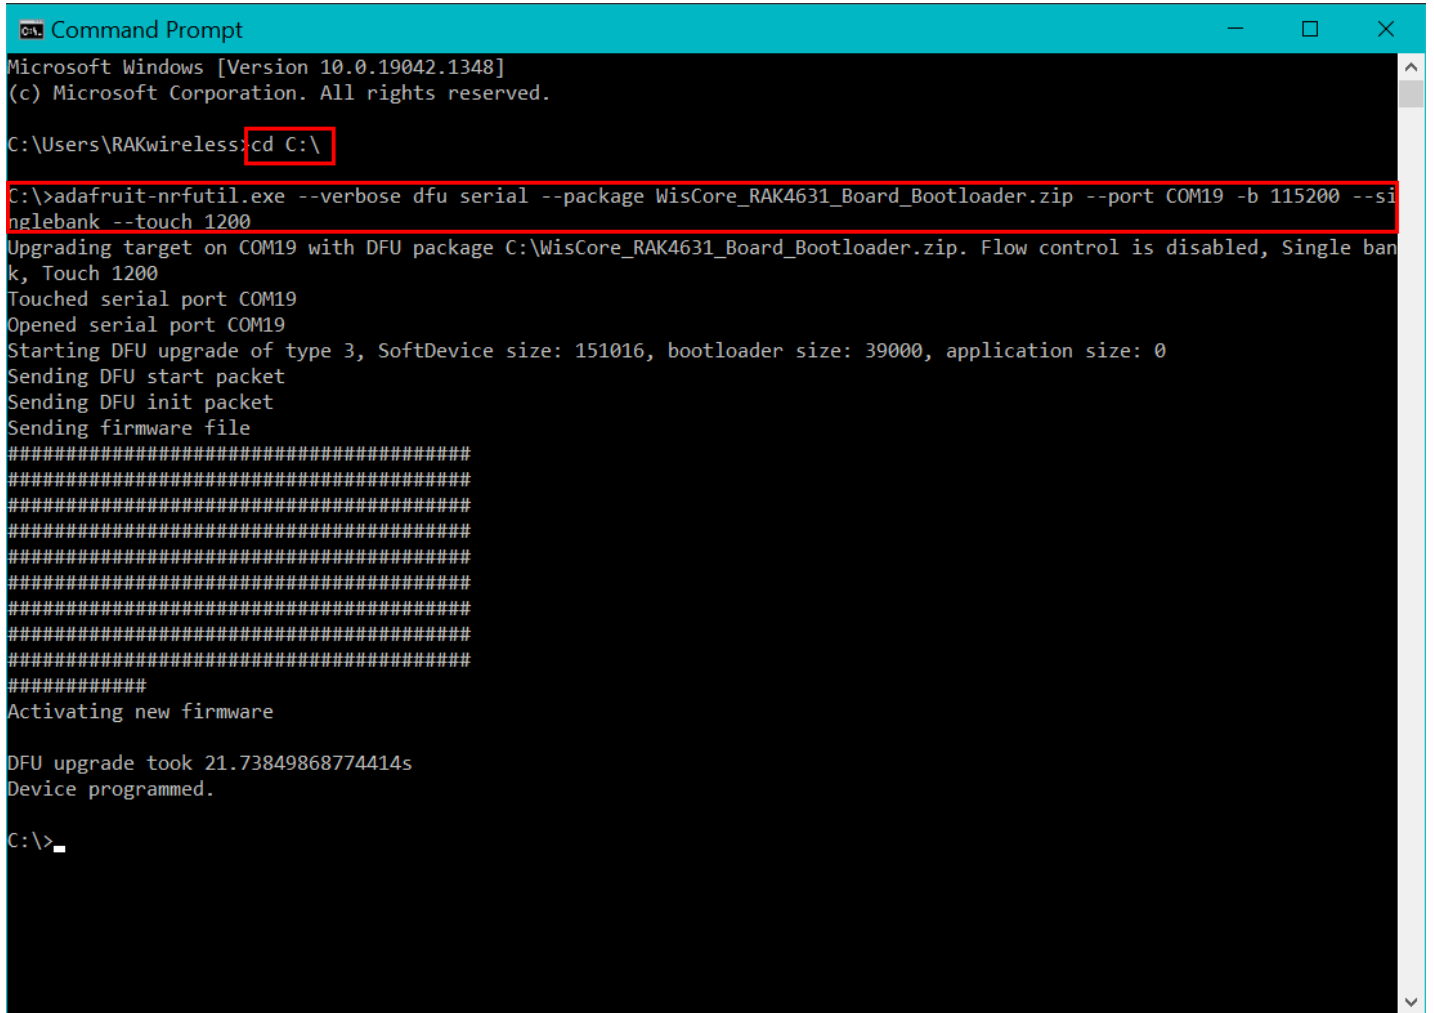 Command Prompt
Microsoft Windows [Version 10.0.19042.1348]
(c) Microsoft Corporation. All rights reserved.
C:\Users\RAKwireless>cd C:\
C:\>adafruit-nrfutil.exe --verbose dfu serial --package WisCore_RAK4631_Board_Bootloader.zip --port COM19 -b 115200 --si
nglebank --touch 1200
Upgrading target on COM19 with DFU package C:\WisCore_RAK4631_Board_Bootloader.zip. Flow control is disabled, Single ban
k, Touch 1200
Touched serial port COM19
Opened serial port COM19
Starting DFU upgrade of type 3, SoftDevice size: 151016, bootloader size: 39000, application size: 0
Sending DFU start packet
Sending DFU init packet
Sending firmware file
########################################
########################################
########################################
########################################
########################################
########################################
########################################
########################################
########################################
############
Activating new firmware
DFU upgrade took 21.73849868774414s
Device programmed.
C:\>